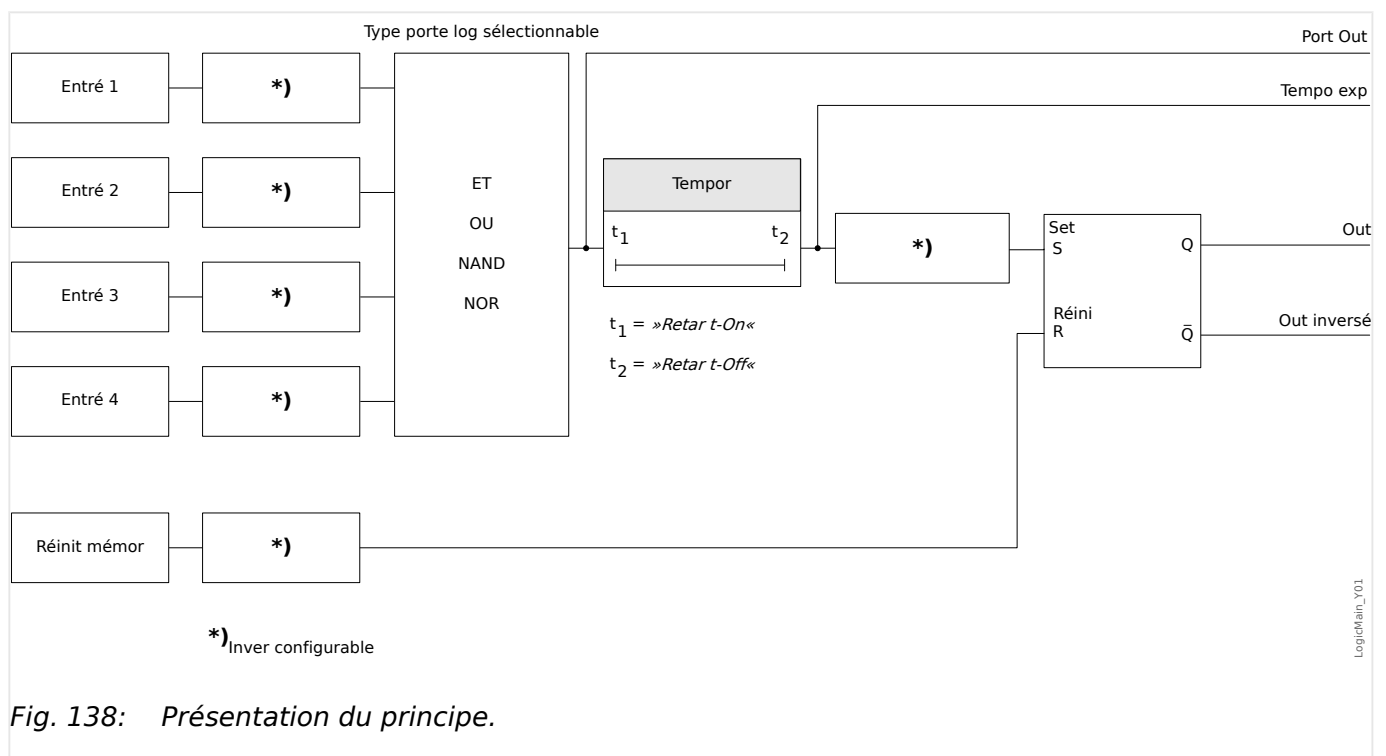 Type porte log sélectionnable
Port Out
Entré 1
*)
Tempo exp
Entré 2
*)
ET
OU
NAND
NOR
Tempor
t1
t2
*)
Set
S
Q
Out
Entré 3
*)
t1 = »Retar t-On«
t2 = »Retar t-Off«
Réini
R
Q̅
Out inversé
Entré 4
*)
Réinit mémor
*)
*) Inver configurable
LogicMain_Y01
Fig. 138: Présentation du principe.